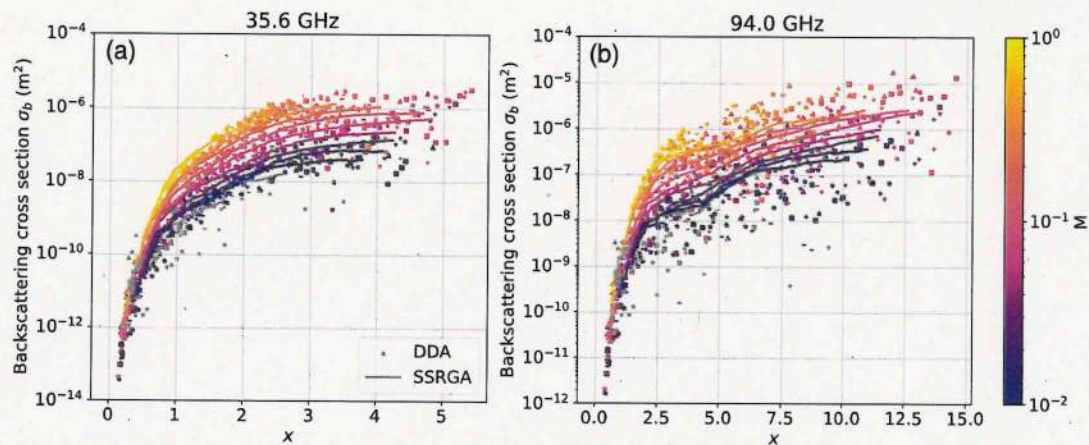 35.6 GHz
(a)
Backscattering cross section σ_b (m²)
10⁻⁴
10⁻⁶
10⁻⁸
10⁻¹⁰
10⁻¹²
10⁻¹⁴
0 1 2 3 4 5
x
DDA
SSRGA
94.0 GHz
(b)
Backscattering cross section σ_b (m²)
10⁻⁴
10⁻⁵
10⁻⁶
10⁻⁷
10⁻⁸
10⁻⁹
10⁻¹⁰
10⁻¹¹
10⁻¹²
0.0 2.5 5.0 7.5 10.0 12.5 15.0
x
10⁰
10⁻¹
10⁻²
M